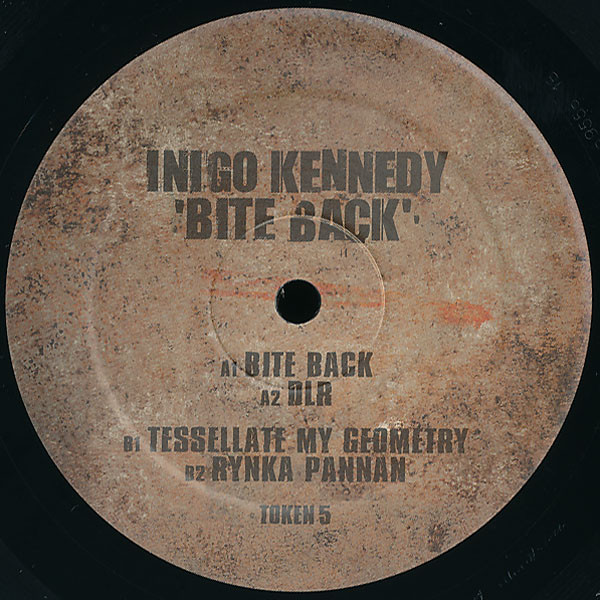 INIGO KENNEDY
'BITE BACK'
A1 BITE BACK
A2 DLR
B1 TESSELLATE MY GEOMETRY
B2 RYNKA PANNAN
TOKEN 5